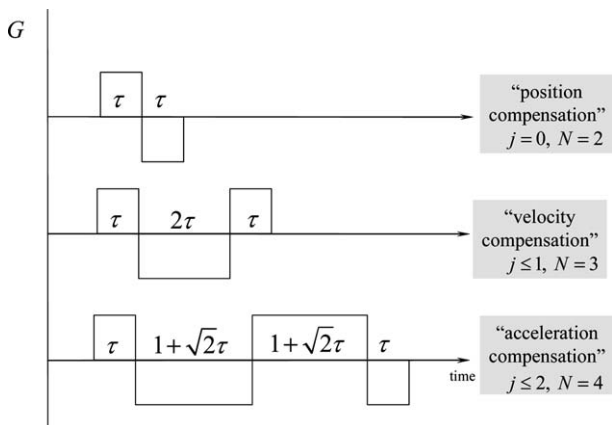 G
τ τ
“position
compensation”
j = 0, N = 2
τ 2τ τ
“velocity
compensation”
j ≤ 1, N = 3
τ 1+√2τ 1+√2τ τ
time
“acceleration
compensation”
j ≤ 2, N = 4